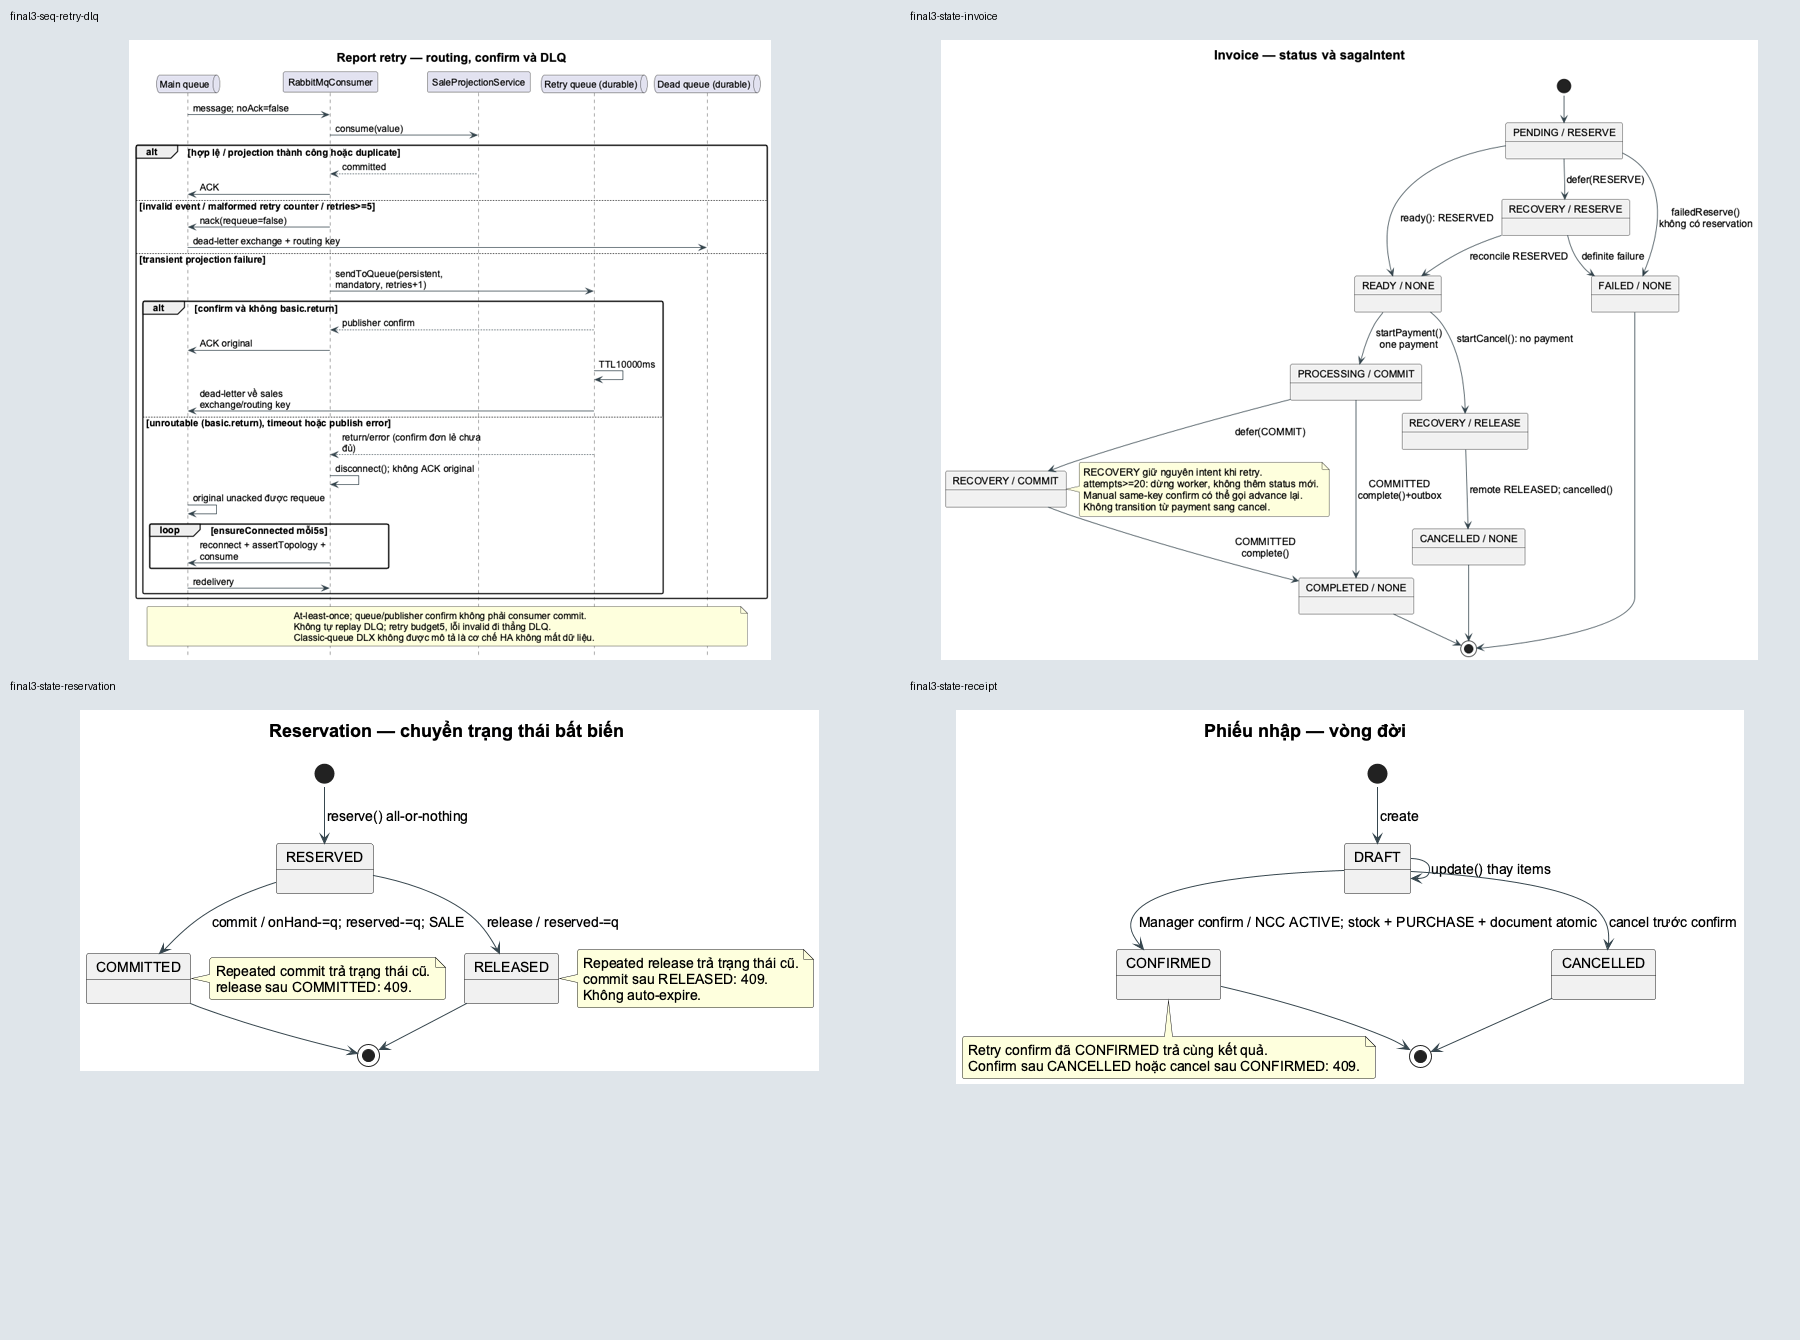 final3-seq-retry-dlq
Report retry — routing, confirm và DLQ
Main queue
RabbitMqConsumer
SaleProjectionService
Retry queue (durable)
Dead queue (durable)
message; noAck=false
consume(value)
alt
[hợp lệ / projection thành công hoặc duplicate]
committed
ACK
[invalid event / malformed retry counter / retries>=5]
nack(requeue=false)
dead-letter exchange + routing key
[transient projection failure]
sendToQueue(persistent,
mandatory, retries+1)
alt
[confirm và không basic.return]
publisher confirm
ACK original
TTL10000ms
dead-letter về sales
exchange/routing key
[unroutable (basic.return), timeout hoặc publish error]
return/error (confirm đơn lẻ chưa
đủ)
disconnect(); không ACK original
original unacked được requeue
loop
[ensureConnected mỗi5s]
reconnect + assertTopology +
consume
redelivery
At-least-once; queue/publisher confirm không phải consumer commit.
Không tự replay DLQ; retry budget5, lỗi invalid đi thẳng DLQ.
Classic-queue DLX không được mô tả là cơ chế HA không mất dữ liệu.
final3-state-invoice
Invoice — status và sagaIntent
PENDING / RESERVE
defer(RESERVE)
RECOVERY / RESERVE
ready(): RESERVED
failedReserve()
không có reservation
reconcile RESERVED
definite failure
READY / NONE
FAILED / NONE
startPayment()
one payment
startCancel(): no payment
PROCESSING / COMMIT
RECOVERY / RELEASE
defer(COMMIT)
RECOVERY / COMMIT
RECOVERY giữ nguyên intent khi retry.
attempts>=20: dừng worker, không thêm status mới.
Manual same-key confirm có thể gọi advance lại.
Không transition từ payment sang cancel.
COMMITTED
complete()+outbox
remote RELEASED; cancelled()
CANCELLED / NONE
COMMITTED
complete()
COMPLETED / NONE
final3-state-reservation
Reservation — chuyển trạng thái bất biến
reserve() all-or-nothing
RESERVED
commit / onHand-=q; reserved-=q; SALE
release / reserved-=q
COMMITTED
Repeated commit trả trạng thái cũ.
release sau COMMITTED: 409.
RELEASED
Repeated release trả trạng thái cũ.
commit sau RELEASED: 409.
Không auto-expire.
final3-state-receipt
Phiếu nhập — vòng đời
create
DRAFT
update() thay items
Manager confirm / NCC ACTIVE; stock + PURCHASE + document atomic
cancel trước confirm
CONFIRMED
CANCELLED
Retry confirm đã CONFIRMED trả cùng kết quả.
Confirm sau CANCELLED hoặc cancel sau CONFIRMED: 409.